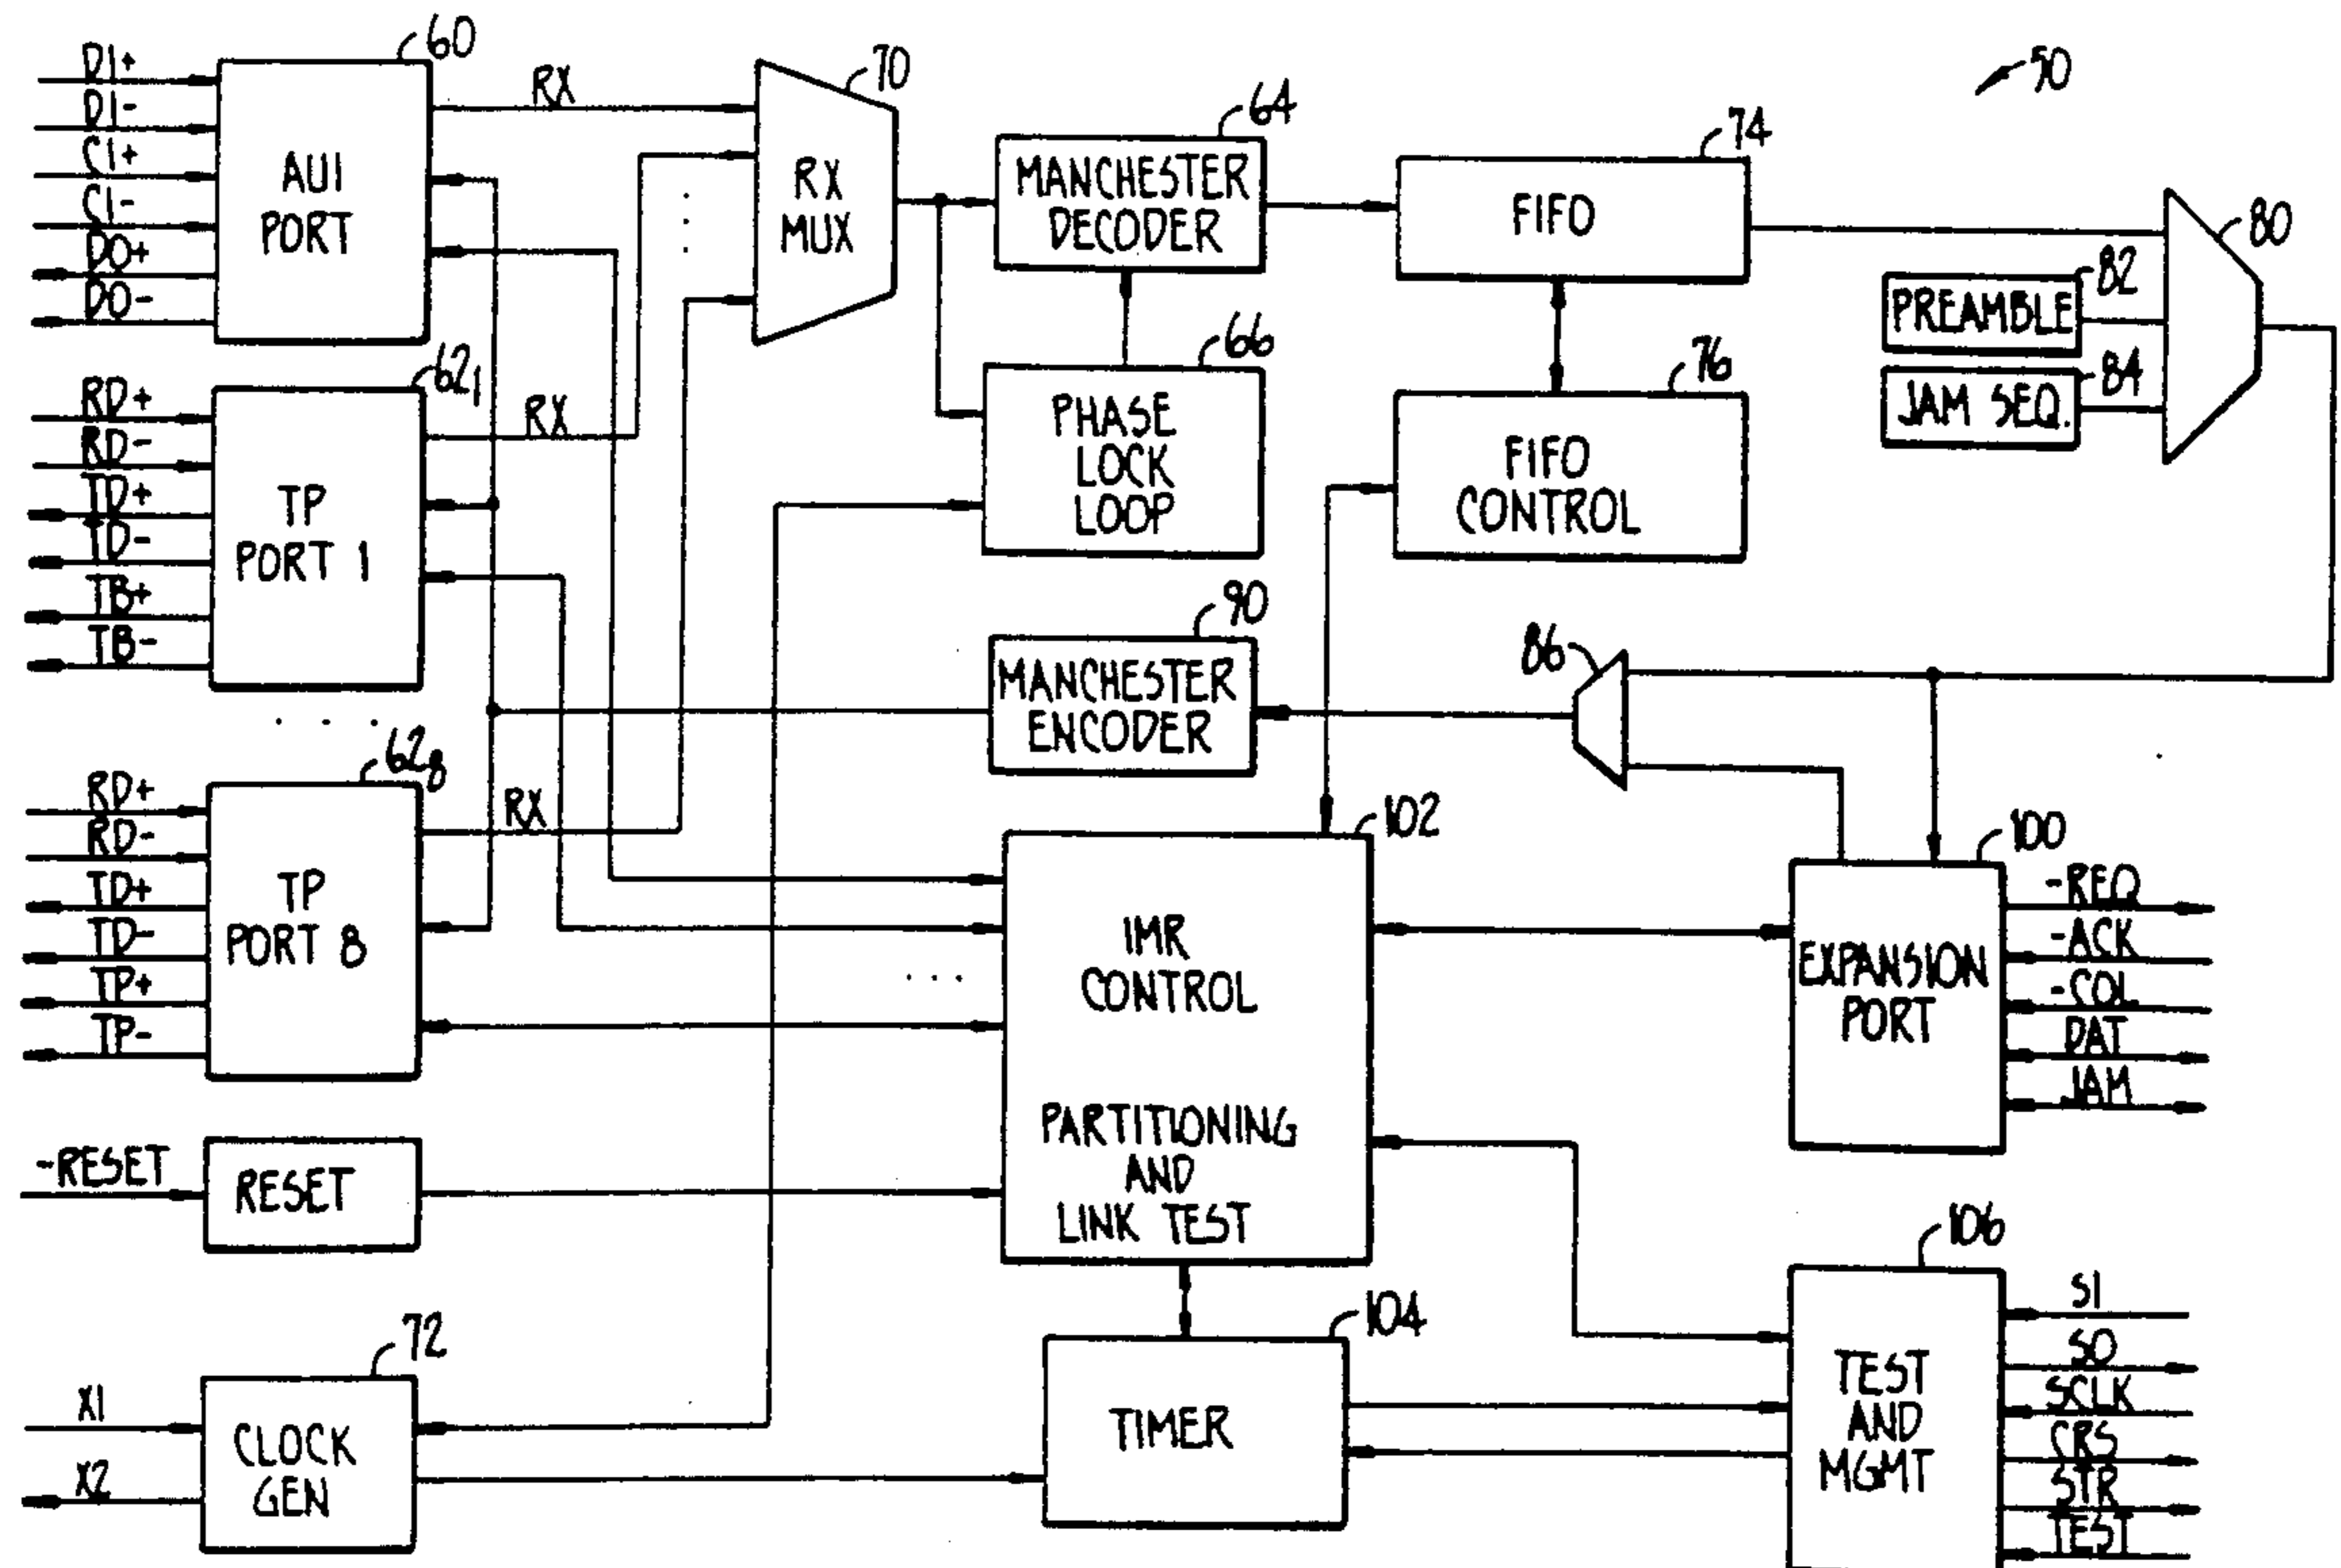 50
60
D1+
D1-
C1+
C1-
DO+
DO-
AUI
PORT
RX
70
RX
MUX
64
MANCHESTER
DECODER
74
FIFO
80
PREAMBLE
82
JAM SEQ.
84
66
PHASE
LOCK
LOOP
76
FIFO
CONTROL
62₁
RD+
RD-
TD+
TD-
TB+
TB-
TP
PORT 1
RX
90
MANCHESTER
ENCODER
86
62₈
RD+
RD-
TD+
TD-
TP+
TP-
TP
PORT 8
RX
102
IMR
CONTROL
PARTITIONING
AND
LINK TEST
100
EXPANSION
PORT
-REQ
-ACK
-COL
DAT
JAM
-RESET
RESET
72
X1
X2
CLOCK
GEN
104
TIMER
106
TEST
AND
MGMT
SI
SO
SCLK
CRS
STR
TEST